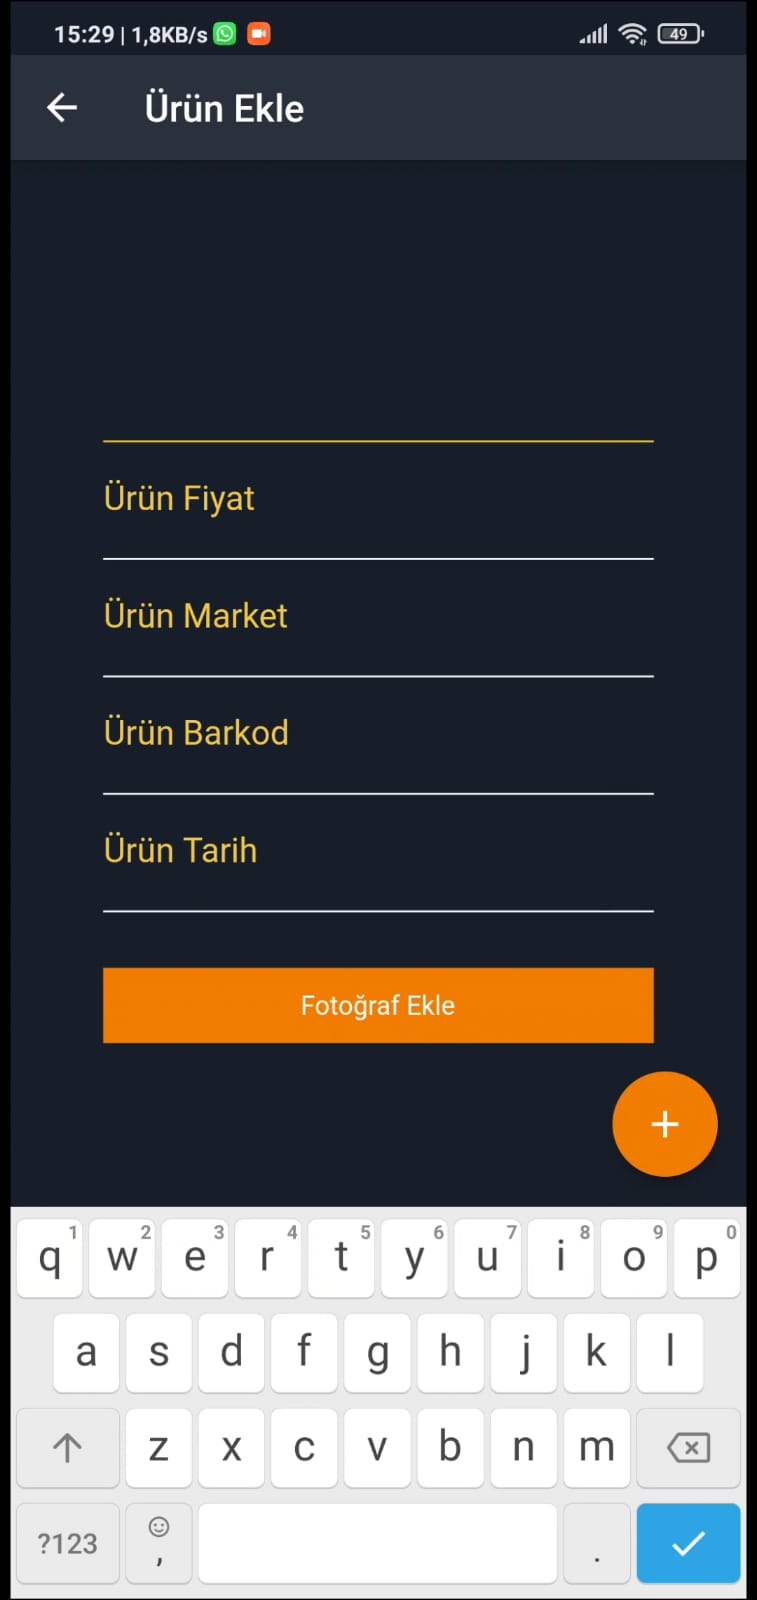 15:29 | 1,8KB/s 49
Ürün Ekle
Ürün Fiyat
Ürün Market
Ürün Barkod
Ürün Tarih
Fotoğraf Ekle
+
1 2 3 4 5 6 7 8 9 0
q w e r t y u i o p
a s d f g h j k l
z x c v b n m
?123 , .